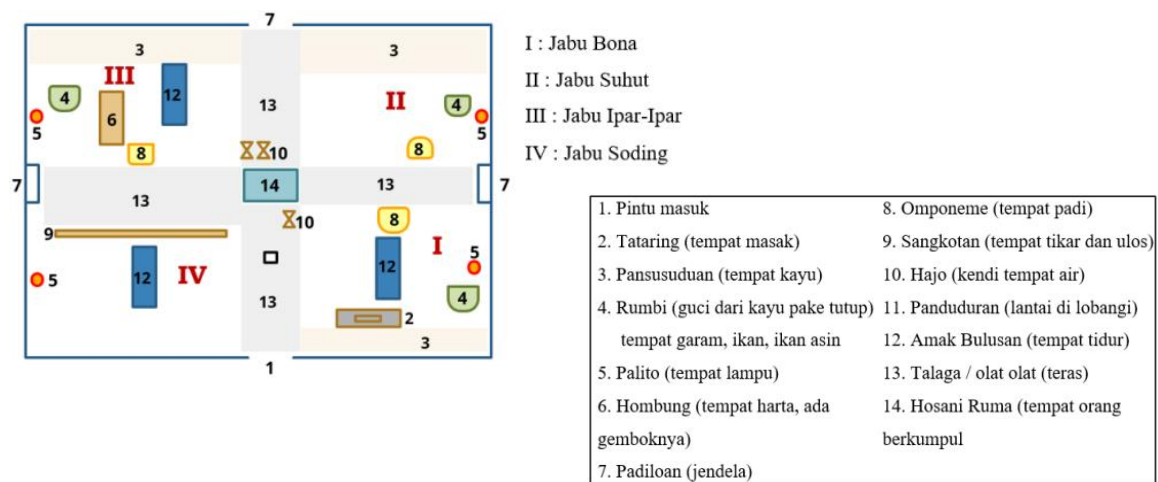 7
3
3
III
4
12
II
4
6
13
5
5
8
10
8
7
14
13
7
13
10
8
9
I
5
5
12
IV
12
4
13
2
3
1
I : Jabu Bona
II : Jabu Suhut
III : Jabu Ipar-Ipar
IV : Jabu Soding
1. Pintu masuk
2. Tataring (tempat masak)
3. Pansusuduan (tempat kayu)
4. Rumbi (guci dari kayu pake tutup)
tempat garam, ikan, ikan asin
5. Palito (tempat lampu)
6. Hombung (tempat harta, ada
gemboknya)
7. Padiloan (jendela)
8. Omponeme (tempat padi)
9. Sangkotan (tempat tikar dan ulos)
10. Hajo (kendi tempat air)
11. Panduduran (lantai di lobangi)
12. Amak Bulusan (tempat tidur)
13. Talaga / olat olat (teras)
14. Hosani Ruma (tempat orang
berkumpul